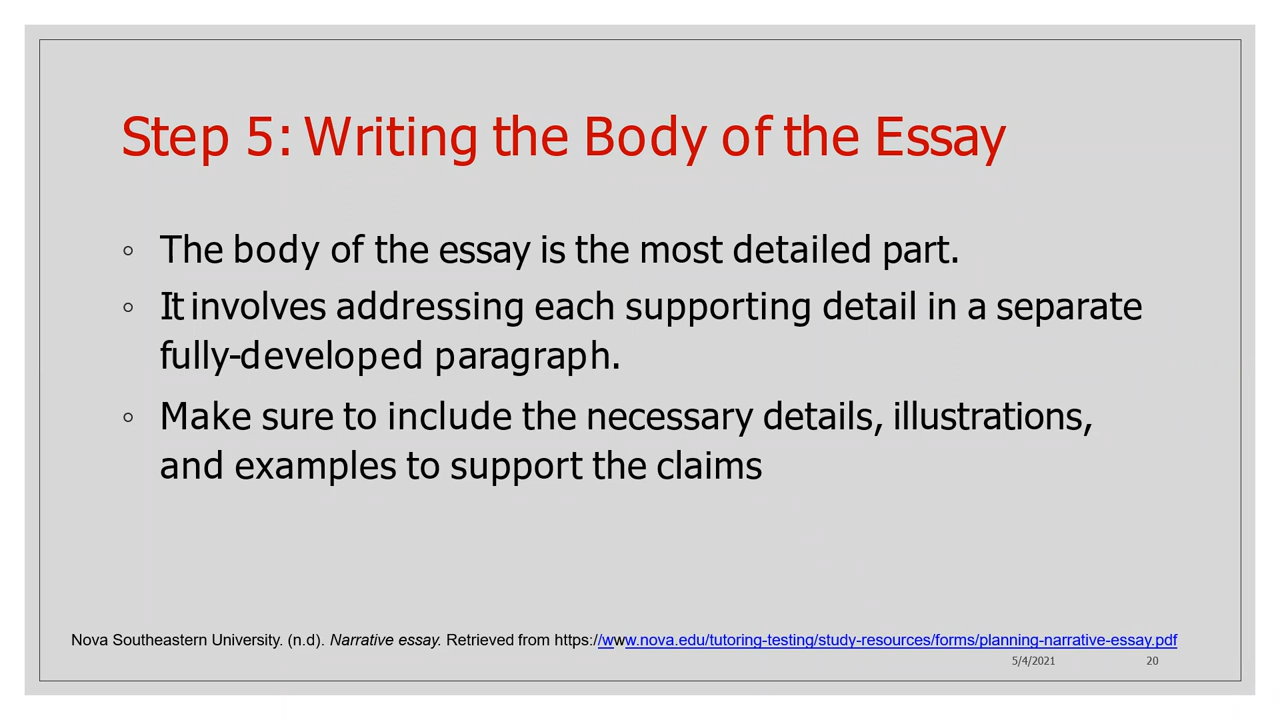 Step 5: Writing the Body of the Essay
◦ The body of the essay is the most detailed part.
◦ It involves addressing each supporting detail in a separate
fully-developed paragraph.
◦ Make sure to include the necessary details, illustrations,
and examples to support the claims
Nova Southeastern University. (n.d). Narrative essay. Retrieved from https://www.nova.edu/tutoring-testing/study-resources/forms/planning-narrative-essay.pdf
5/4/2021 20